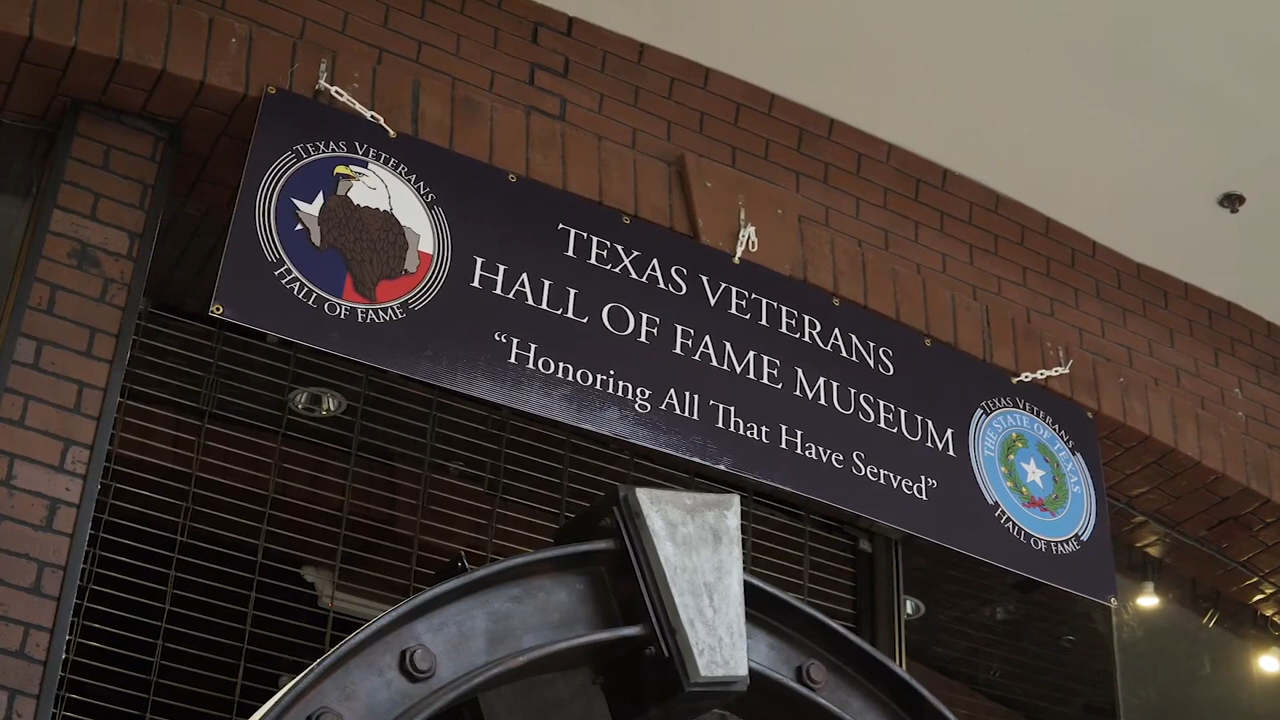 TEXAS VETERANS
HALL OF FAME
TEXAS VETERANS
HALL OF FAME MUSEUM
“Honoring All That Have Served”
TEXAS VETERANS
THE STATE OF TEXAS
HALL OF FAME